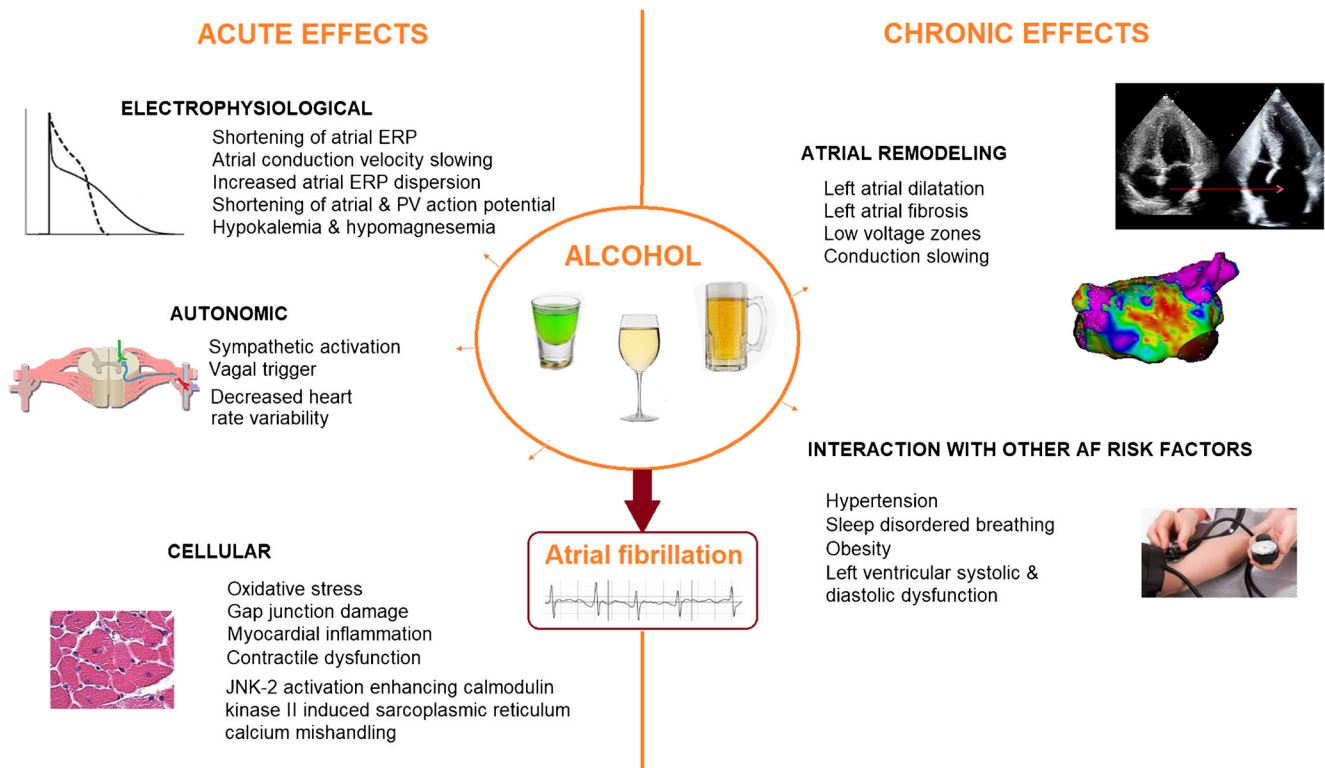 ACUTE EFFECTS
ELECTROPHYSIOLOGICAL
Shortening of atrial ERP
Atrial conduction velocity slowing
Increased atrial ERP dispersion
Shortening of atrial & PV action potential
Hypokalemia & hypomagnesemia
AUTONOMIC
Sympathetic activation
Vagal trigger
Decreased heart
rate variability
CELLULAR
Oxidative stress
Gap junction damage
Myocardial inflammation
Contractile dysfunction
JNK-2 activation enhancing calmodulin
kinase II induced sarcoplasmic reticulum
calcium mishandling
ALCOHOL
Atrial fibrillation
CHRONIC EFFECTS
ATRIAL REMODELING
Left atrial dilatation
Left atrial fibrosis
Low voltage zones
Conduction slowing
INTERACTION WITH OTHER AF RISK FACTORS
Hypertension
Sleep disordered breathing
Obesity
Left ventricular systolic &
diastolic dysfunction